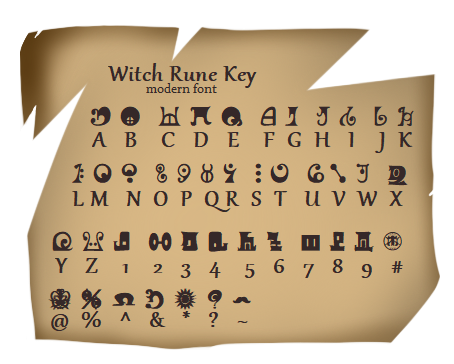 Witch Rune Key
modern font
A B C D E F G H I J K
L M N O P Q R S T U V W X
Y Z 1 2 3 4 5 6 7 8 9 #
@ % ^ & * ? ~